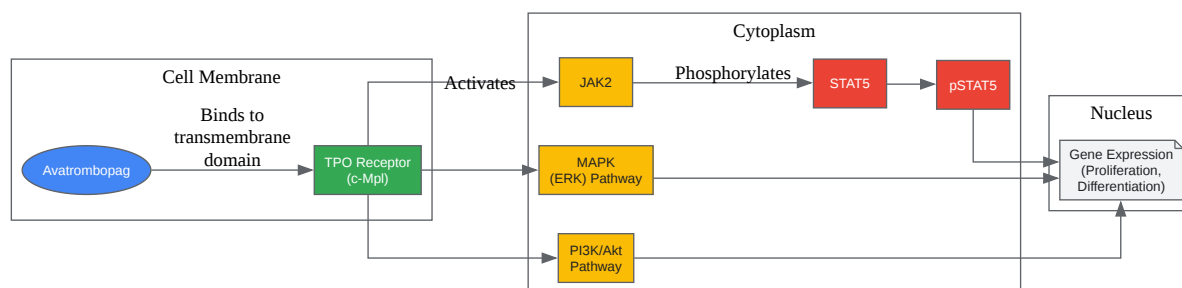 Cell Membrane
Binds to
transmembrane
domain
Avatrombopag
TPO Receptor
(c-Mpl)
Activates
Cytoplasm
JAK2
Phosphorylates
STAT5
pSTAT5
MAPK
(ERK) Pathway
PI3K/Akt
Pathway
Nucleus
Gene Expression
(Proliferation,
Differentiation)